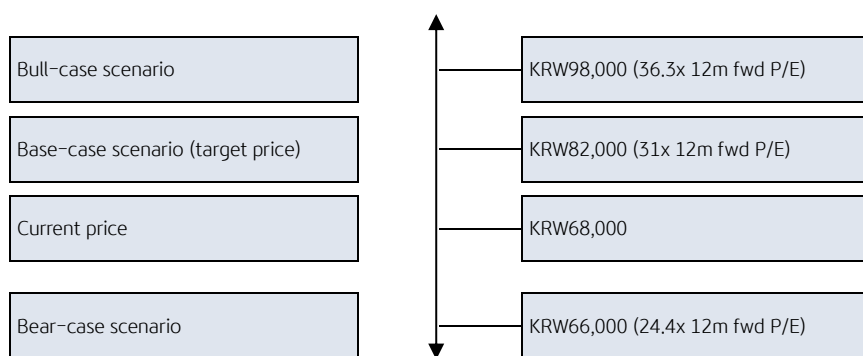 Bull-case scenario
KRW98,000 (36.3x 12m fwd P/E)
Base-case scenario (target price)
KRW82,000 (31x 12m fwd P/E)
Current price
KRW68,000
Bear-case scenario
KRW66,000 (24.4x 12m fwd P/E)